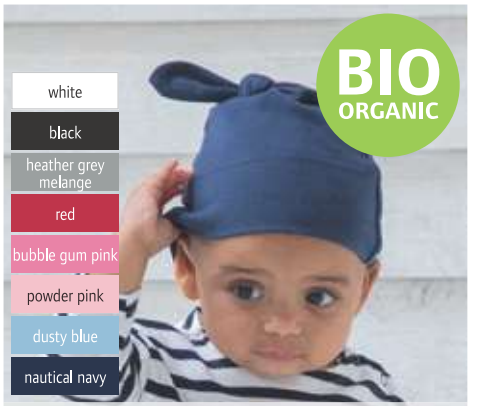 BIO
ORGANIC
white
black
heather grey
melange
red
bubble gum pink
powder pink
dusty blue
nautical navy